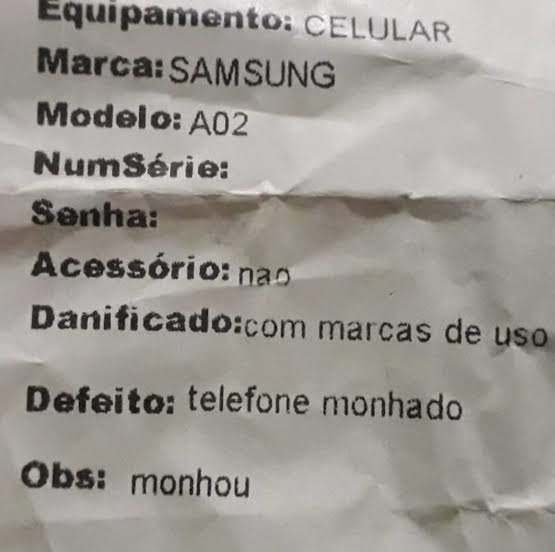 Equipamento: CELULAR
Marca: SAMSUNG
Modelo: A02
NumSérie:
Senha:
Acessório: nao
Danificado:com marcas de uso
Defeito: telefone monhado
Obs: monhou